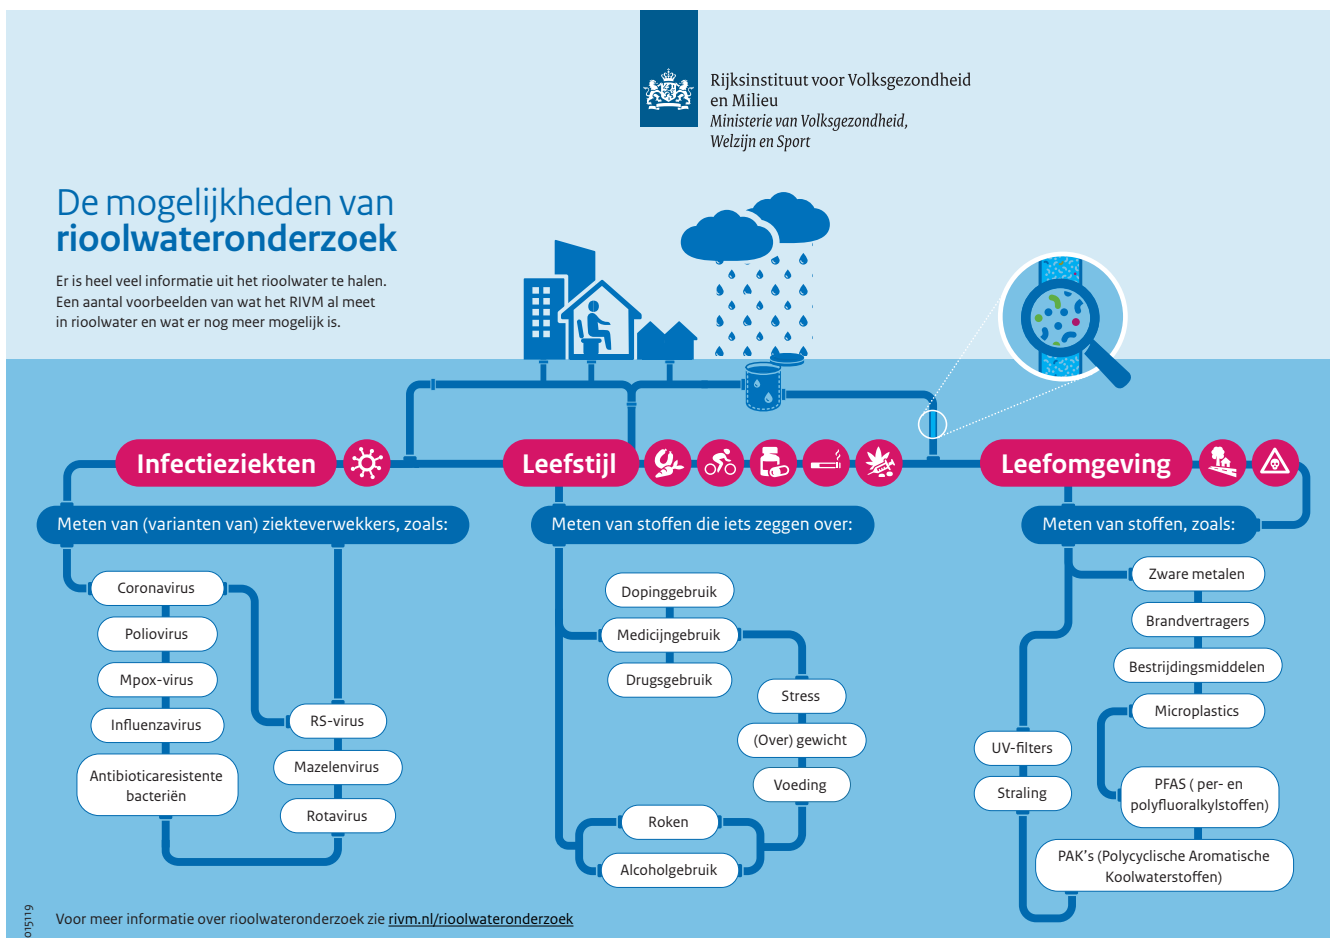 Rijksinstituut voor Volksgezondheid
en Milieu
Ministerie van Volksgezondheid,
Welzijn en Sport
De mogelijkheden van
rioolwateronderzoek
Er is heel veel informatie uit het rioolwater te halen.
Een aantal voorbeelden van wat het RIVM al meet
in rioolwater en wat er nog meer mogelijk is.
Infectieziekten
Meten van (varianten van) ziekteverwekkers, zoals:
Coronavirus
Poliovirus
Mpox-virus
Influenzavirus
Antibioticaresistente
bacteriën
RS-virus
Mazelenvirus
Rotavirus
Leefstijl
Meten van stoffen die iets zeggen over:
Dopinggebruik
Medicijngebruik
Drugsgebruik
Stress
(Over) gewicht
Voeding
Roken
Alcoholgebruik
Leefomgeving
Meten van stoffen, zoals:
Zware metalen
Brandvertragers
Bestrijdingsmiddelen
Microplastics
UV-filters
Straling
PFAS ( per- en
polyfluoralkylstoffen)
PAK's (Polycyclische Aromatische
Koolwaterstoffen)
Voor meer informatie over rioolwateronderzoek zie rivm.nl/rioolwateronderzoek
015119